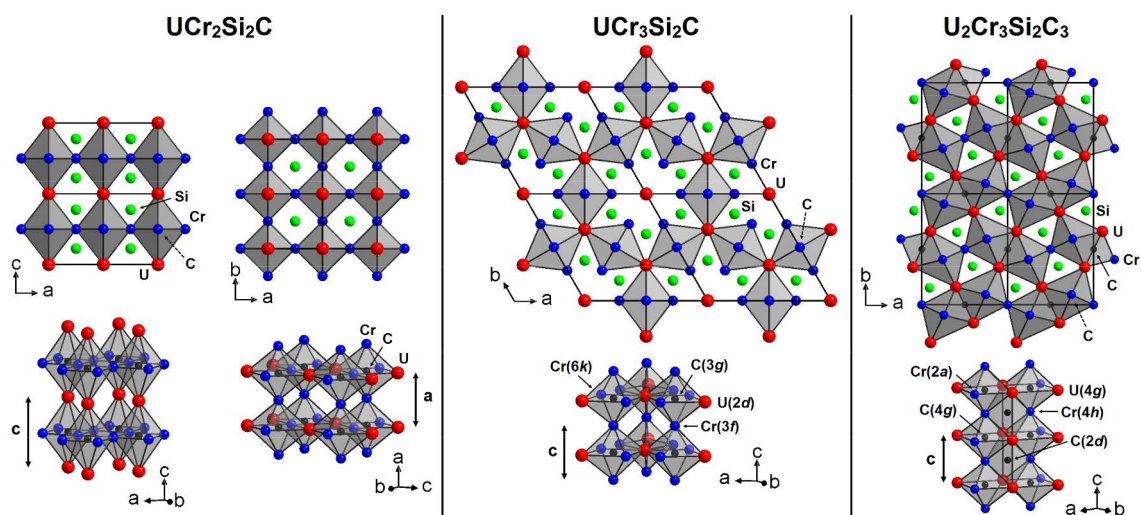 UCr₂Si₂C
UCr₃Si₂C
U₂Cr₃Si₂C₃
Si
Cr
C
U
c
a
b
a
Cr
U
Si
C
b
a
Si
U
Cr
C
C
b
a
c
c
a
b
Cr
C
U
a
a
b
c
Cr(6k)
C(3g)
U(2d)
Cr(3f)
c
c
a
b
Cr(2a)
U(4g)
C(4g)
Cr(4h)
C(2d)
c
c
a
b